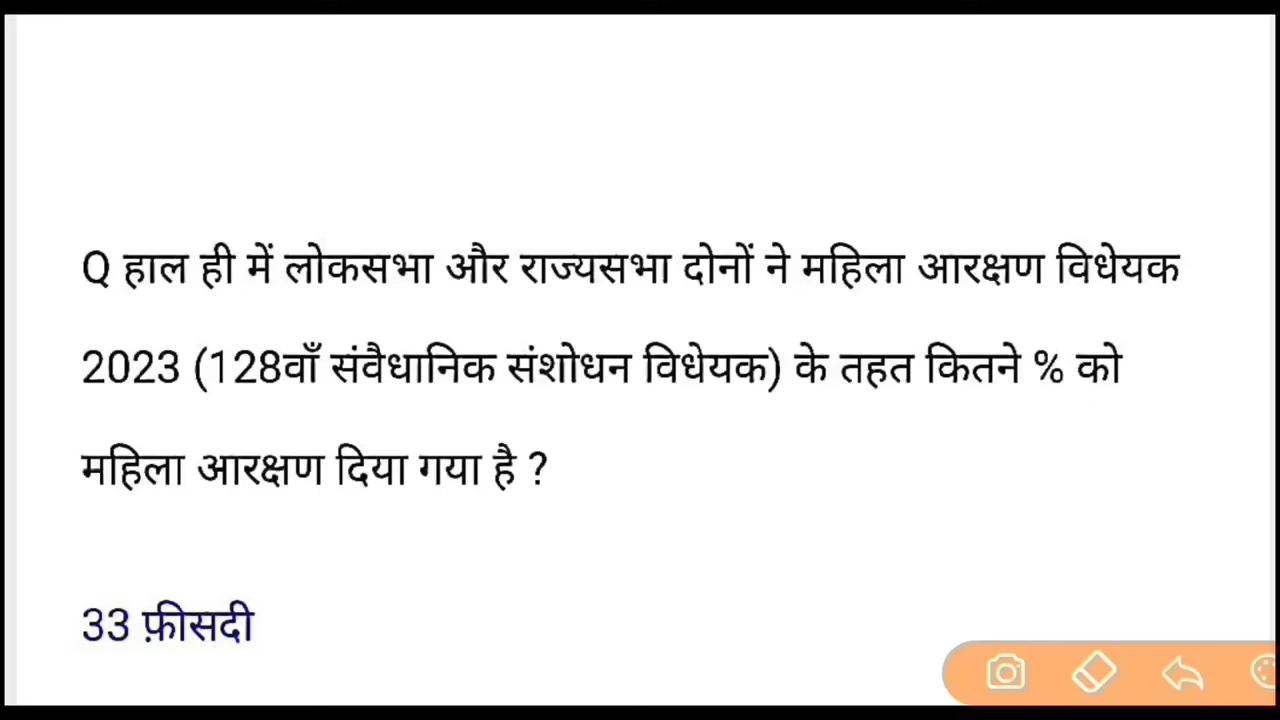 Q हाल ही में लोकसभा और राज्यसभा दोनों ने महिला आरक्षण विधेयक
2023 (128वाँ संवैधानिक संशोधन विधेयक) के तहत कितने % को
महिला आरक्षण दिया गया है ?
33 फ़ीसदी